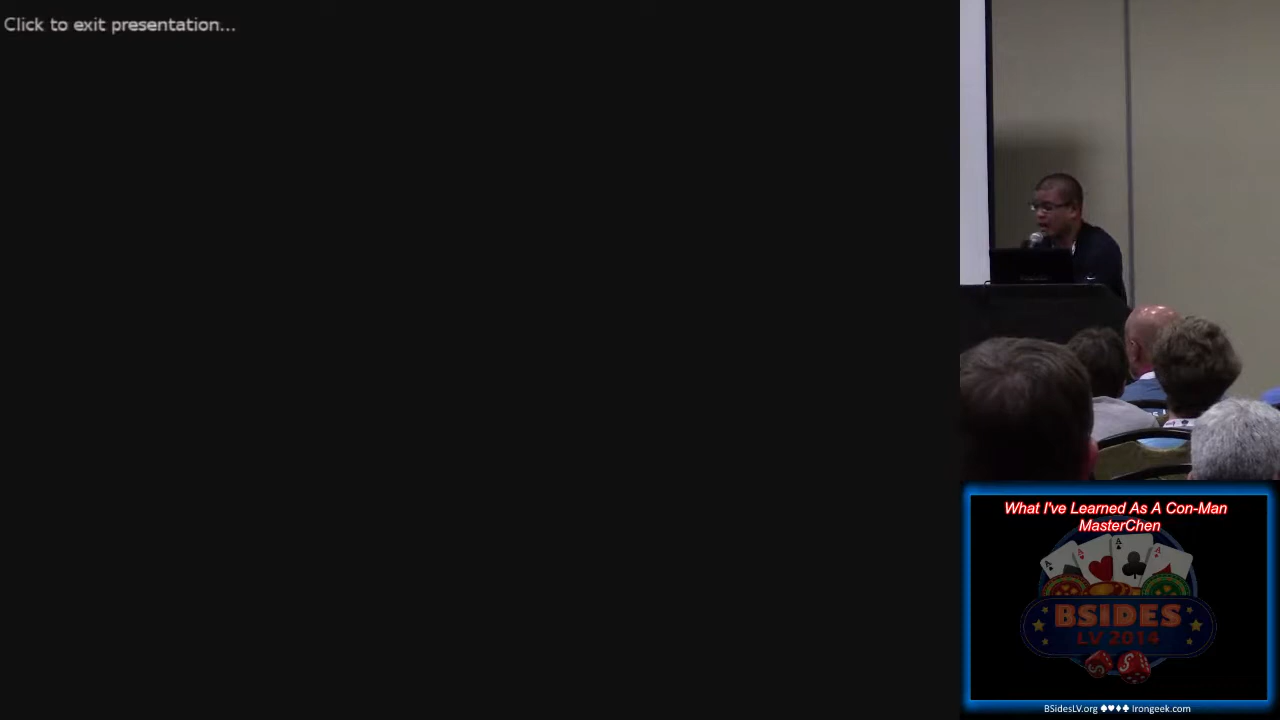 Click to exit presentation...
What I've Learned As A Con-Man
MasterChen
BSIDES
LV 2014
BSidesLV.org ♠♥♦♣ Irongeek.com